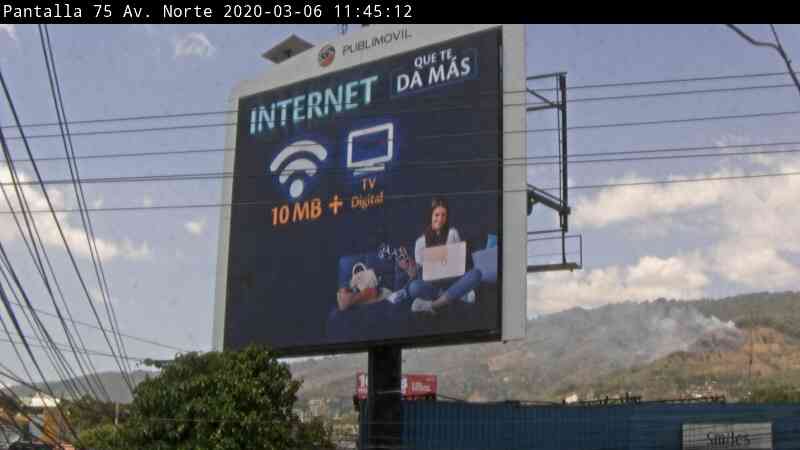 Pantalla 75 Av. Norte 2020-03-06 11:45:12
PUBLIMOVIL
INTERNET
QUE TE
DA MÁS
10 MB +
TV
Digital
Smiles